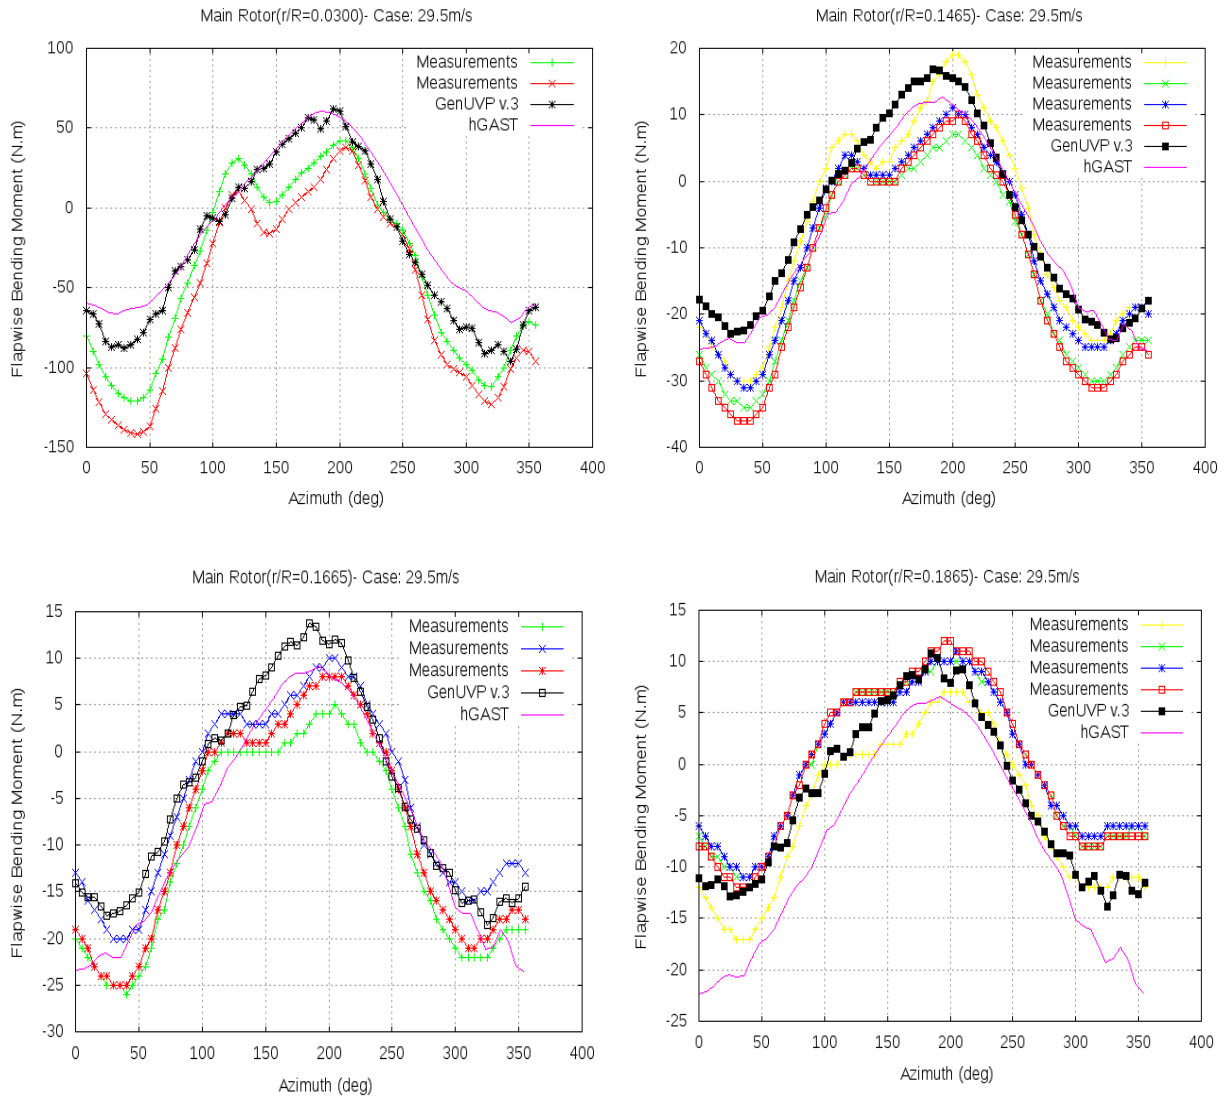 Main Rotor(r/R=0.0300)- Case: 29.5m/s
100
50
0
-50
-100
-150
0 50 100 150 200 250 300 350 400
Flapwise Bending Moment (N.m)
Azimuth (deg)
Measurements
Measurements
GenUVP v.3
hGAST
Main Rotor(r/R=0.1465)- Case: 29.5m/s
20
10
0
-10
-20
-30
-40
0 50 100 150 200 250 300 350 400
Flapwise Bending Moment (N.m)
Azimuth (deg)
Measurements
Measurements
Measurements
Measurements
GenUVP v.3
hGAST
Main Rotor(r/R=0.1665)- Case: 29.5m/s
15
10
5
0
-5
-10
-15
-20
-25
-30
0 50 100 150 200 250 300 350 400
Flapwise Bending Moment (N.m)
Azimuth (deg)
Measurements
Measurements
Measurements
GenUVP v.3
hGAST
Main Rotor(r/R=0.1865)- Case: 29.5m/s
15
10
5
0
-5
-10
-15
-20
-25
0 50 100 150 200 250 300 350 400
Flapwise Bending Moment (N.m)
Azimuth (deg)
Measurements
Measurements
Measurements
Measurements
GenUVP v.3
hGAST